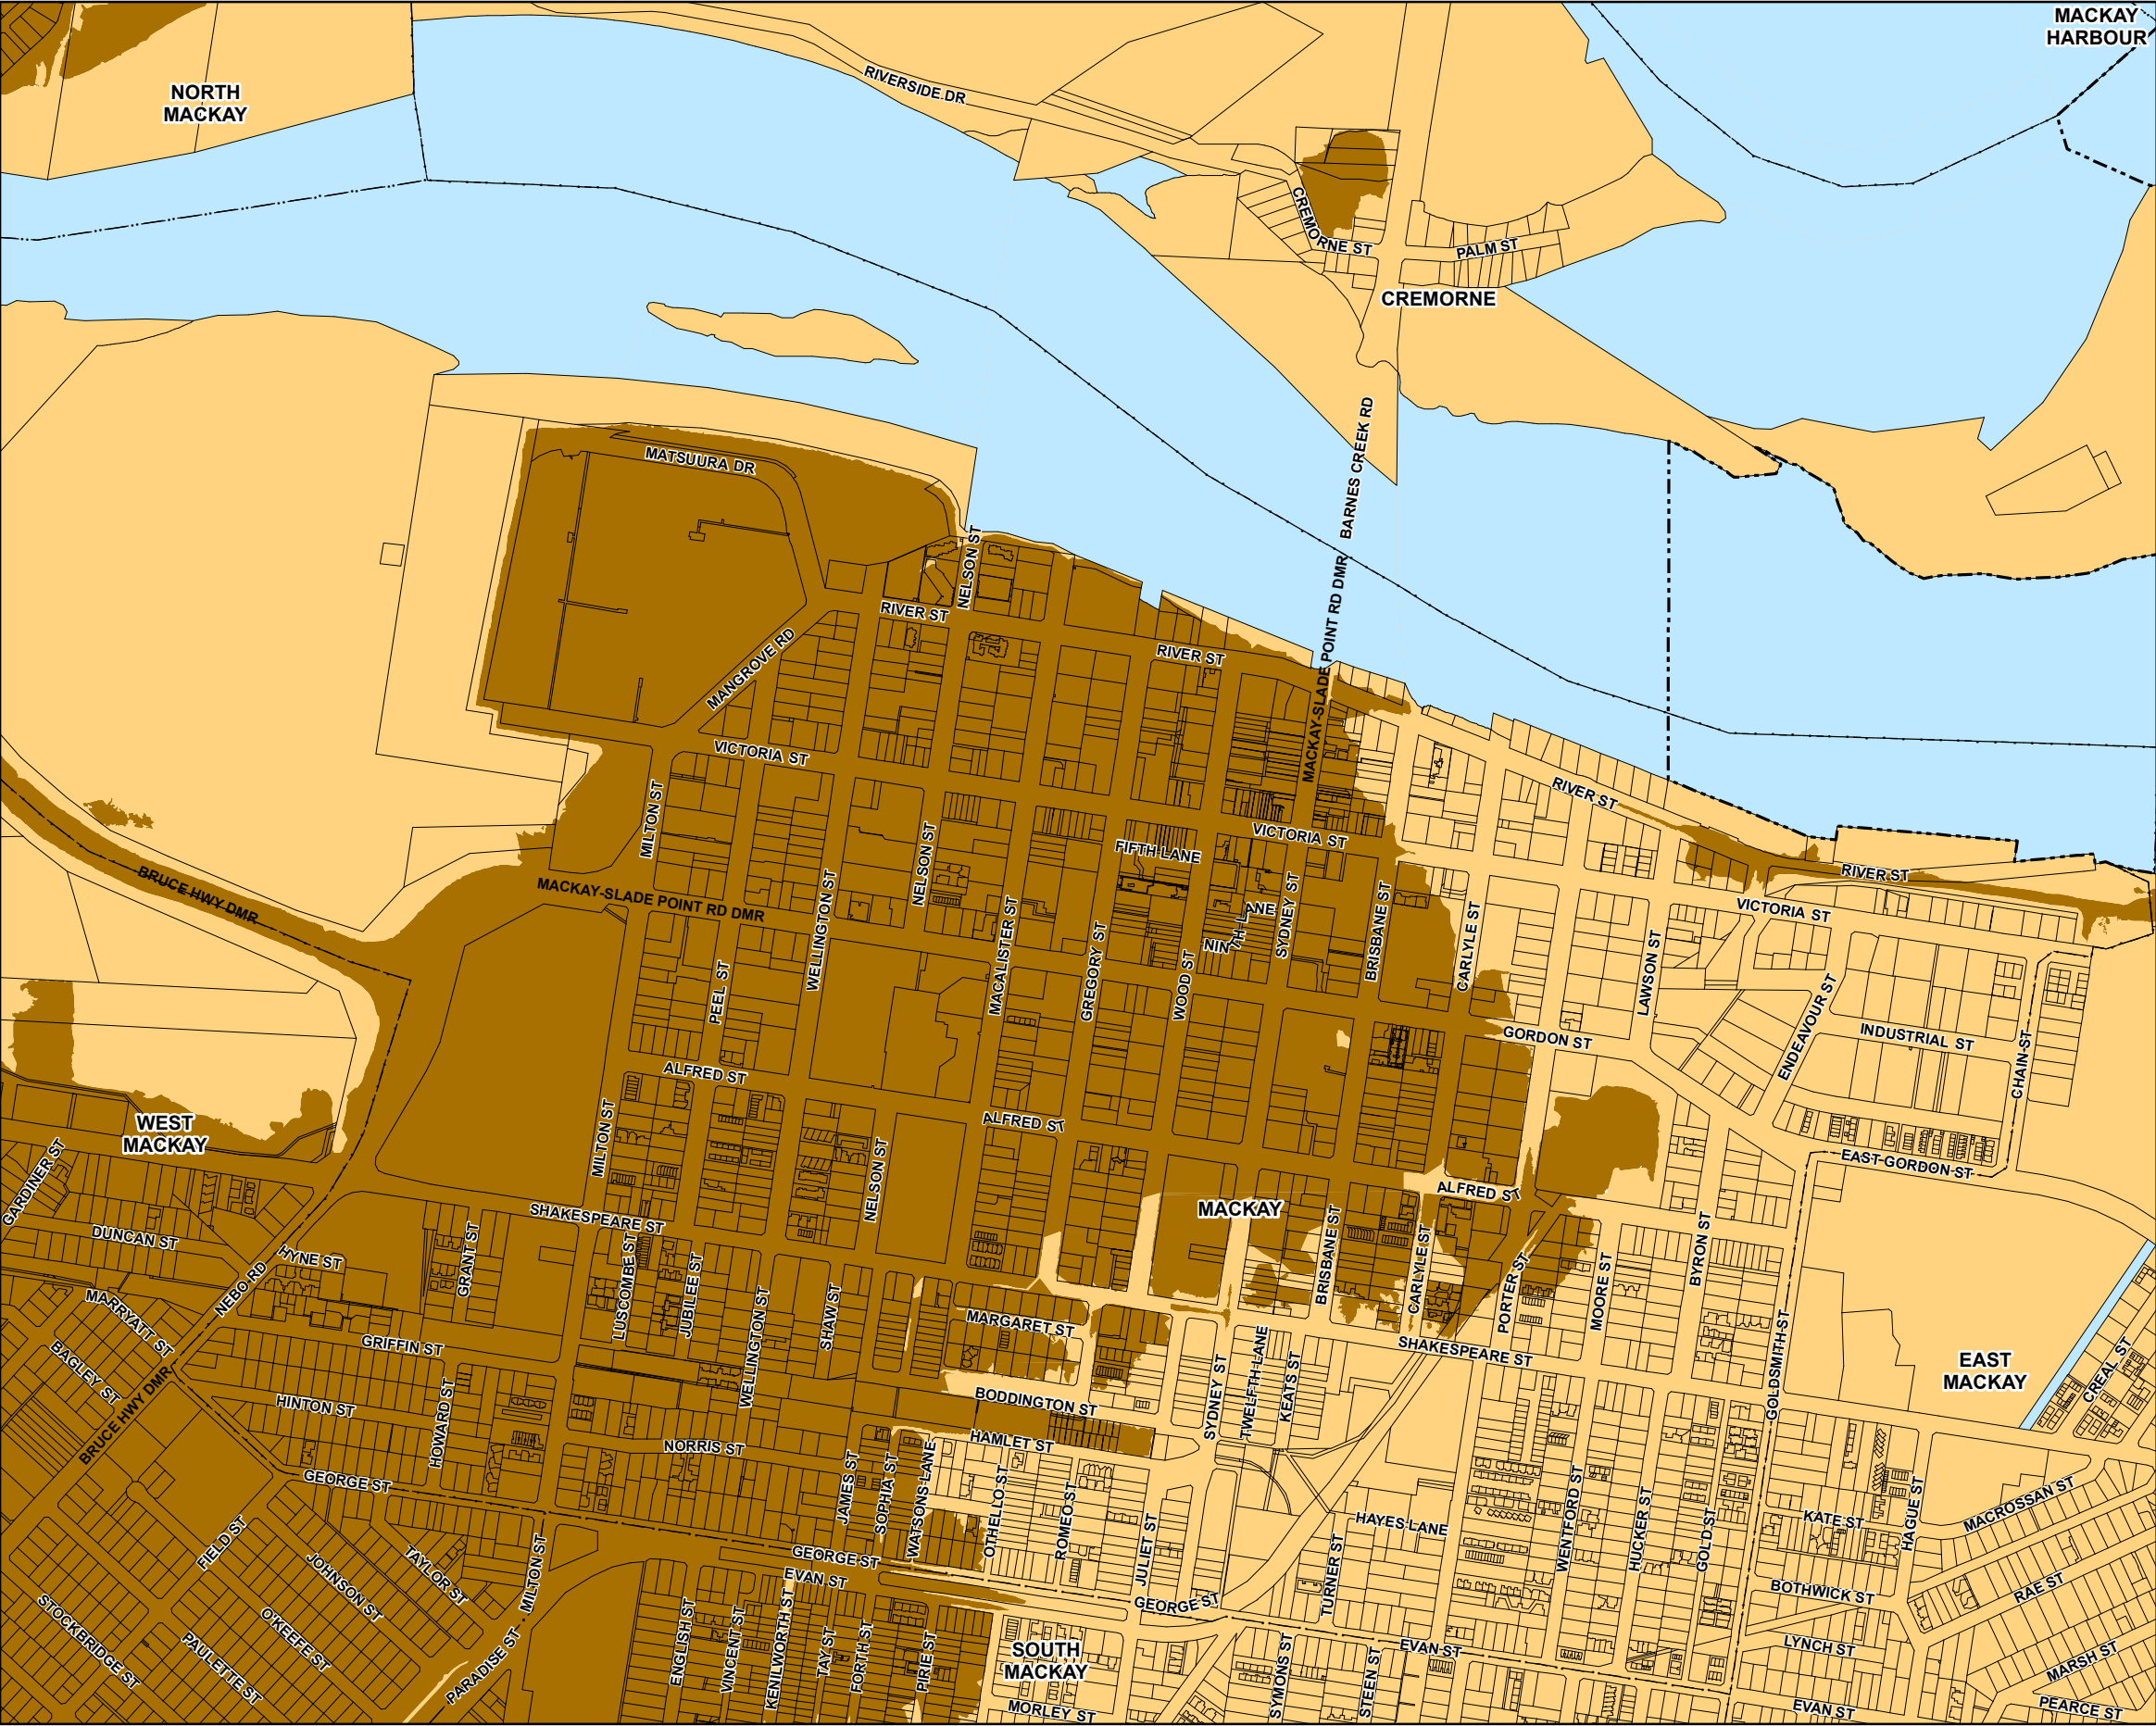 MACKAY
HARBOUR
NORTH
MACKAY
RIVERSIDE DR
CREMORNE ST
PALM ST
CREMORNE
BARNES CREEK RD
MACKAY-SLADE POINT RD DMR
MATSUURA DR
NELSON ST
RIVER ST
MANGROVE RD
RIVER ST
VICTORIA ST
MILTON ST
RIVER ST
VICTORIA ST
FIFTH LANE
NELSON ST
WELLINGTON ST
BRUCE HWY DMR
MACKAY-SLADE POINT RD DMR
MACALISTER ST
GREGORY ST
WOOD ST
SYDNEY ST
BRISBANE ST
CARLYLE ST
LAWSON ST
RIVER ST
VICTORIA ST
PEEL ST
GORDON ST
ENDEAVOUR ST
INDUSTRIAL ST
CHAIN ST
ALFRED ST
ALFRED ST
WEST
MACKAY
MILTON ST
NELSON ST
GARDINER ST
EAST GORDON ST
ALFRED ST
MACKAY
SHAKESPEARE ST
DUNCAN ST
HYNE ST
GRANT ST
NEBO RD
LUSCOMBE ST
JUBILEE ST
WELLINGTON ST
SHAW ST
BRISBANE ST
CARLYLE ST
PORTER ST
MOORE ST
BYRON ST
MARRYATT ST
MARGARET ST
GRIFFIN ST
BAGLEY ST
SHAKESPEARE ST
GOLDSMITH ST
EAST
MACKAY
CREAL ST
SYDNEY ST
TWELFTH LANE
KEATS ST
BRUCE HWY DMR
HINTON ST
HOWARD ST
BODDINGTON ST
HAMLET ST
NORRIS ST
GEORGE ST
JAMES ST
SOPHIA ST
WATSONS LANE
OTHELLO ST
ROMEO ST
JULIET ST
HAYES LANE
TURNER ST
WENTFORD ST
HUCKER ST
GOLD ST
KATE ST
HAGUE ST
MACROSSAN ST
FIELD ST
JOHNSON ST
TAYLOR ST
MILTON ST
GEORGE ST
EVAN ST
GEORGE ST
BOTHWICK ST
RAE ST
STOCKBRIDGE ST
PAULETTE ST
O'KEEFE ST
PARADISE ST
ENGLISH ST
VINCENT ST
KENILWORTH ST
TAY ST
FORTH ST
PIRIE ST
SOUTH
MACKAY
MORLEY ST
SYMONS ST
STEEN ST
EVAN ST
LYNCH ST
MARSH ST
EVAN ST
PEARCE ST